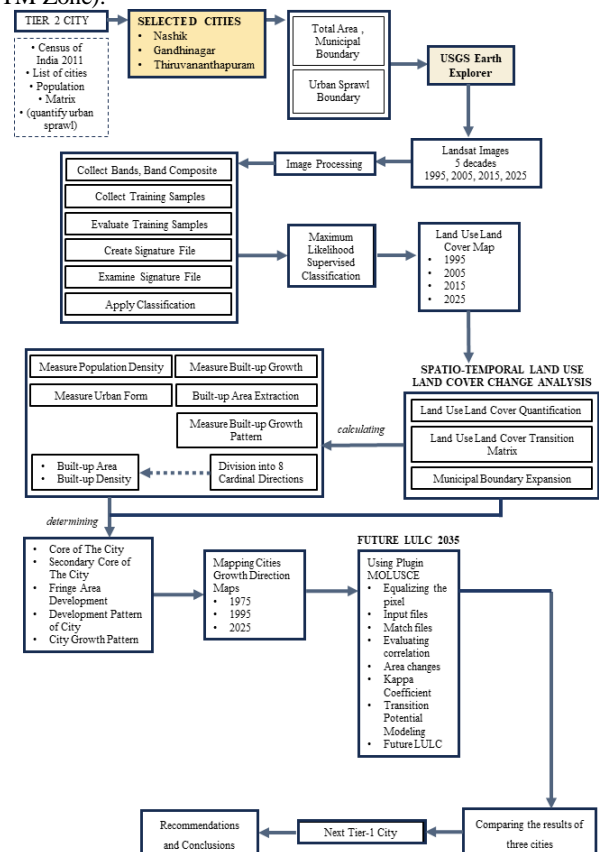 TM Zone).
TIER 2 CITY
• Census of
India 2011
• List of cities
• Population
• Matrix
• (quantify urban
sprawl)
SELECTED CITIES
• Nashik
• Gandhinagar
• Thiruvananthapuram
Total Area ,
Municipal
Boundary
Urban Sprawl
Boundary
USGS Earth
Explorer
Landsat Images
5 decades
1995, 2005, 2015, 2025
Image Processing
Collect Bands, Band Composite
Collect Training Samples
Evaluate Training Samples
Create Signature File
Examine Signature File
Apply Classification
Maximum
Likelihood
Supervised
Classification
Land Use Land
Cover Map
• 1995
• 2005
• 2015
• 2025
SPATIO-TEMPORAL LAND USE
LAND COVER CHANGE ANALYSIS
Land Use Land Cover Quantification
Land Use Land Cover Transition
Matrix
Municipal Boundary Expansion
calculating
Measure Population Density
Measure Built-up Growth
Measure Urban Form
Built-up Area Extraction
Measure Built-up Growth
Pattern
• Built-up Area
• Built-up Density
Division into 8
Cardinal Directions
determining
• Core of The City
• Secondary Core of
The City
• Fringe Area
Development
• Development Pattern
of City
• City Growth Pattern
Mapping Cities
Growth Direction
Maps
• 1975
• 1995
• 2025
FUTURE LULC 2035
Using Plugin
MOLUSCE
• Equalizing the
pixel
• Input files
• Match files
• Evaluating
correlation
• Area changes
• Kappa
Coefficient
• Transition
Potential
Modeling
• Future LULC
Comparing the results of
three cities
Next Tier-1 City
Recommendations
and Conclusions